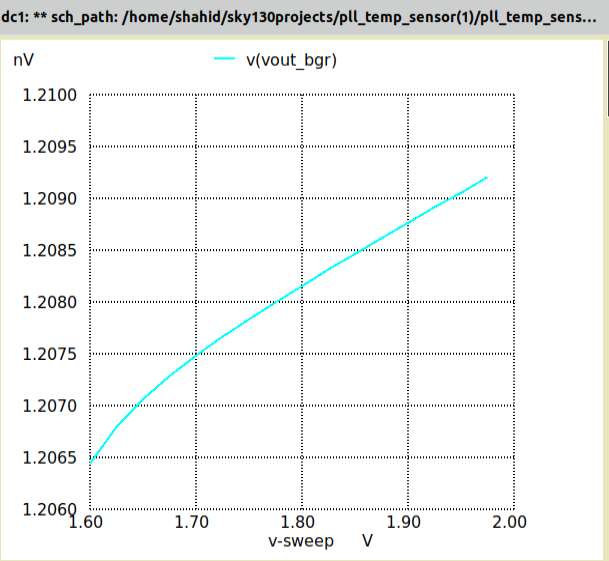 dc1: ** sch_path: /home/shahid/sky130projects/pll_temp_sensor(1)/pll_temp_sens...
nV
v(vout_bgr)
1.2100
1.2095
1.2090
1.2085
1.2080
1.2075
1.2070
1.2065
1.2060
1.60 1.70 1.80 1.90 2.00
v-sweep V